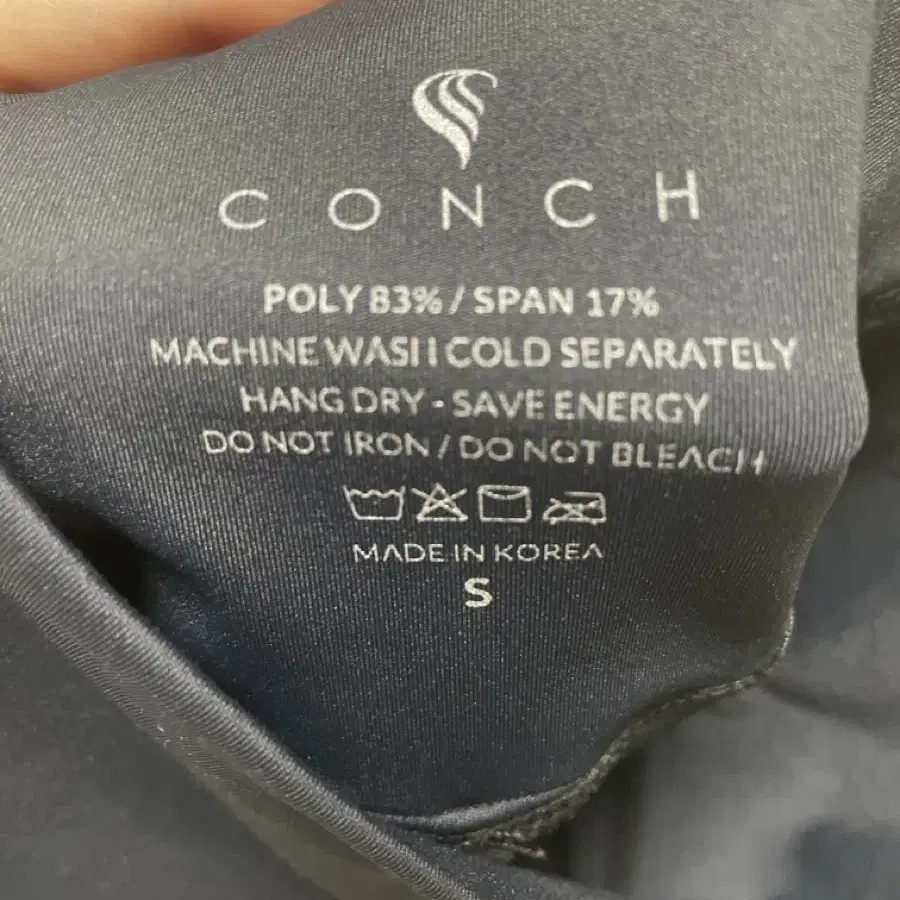 CONCH
POLY 83% / SPAN 17%
MACHINE WASH COLD SEPARATELY
HANG DRY - SAVE ENERGY
DO NOT IRON / DO NOT BLEACH
MADE IN KOREA
S